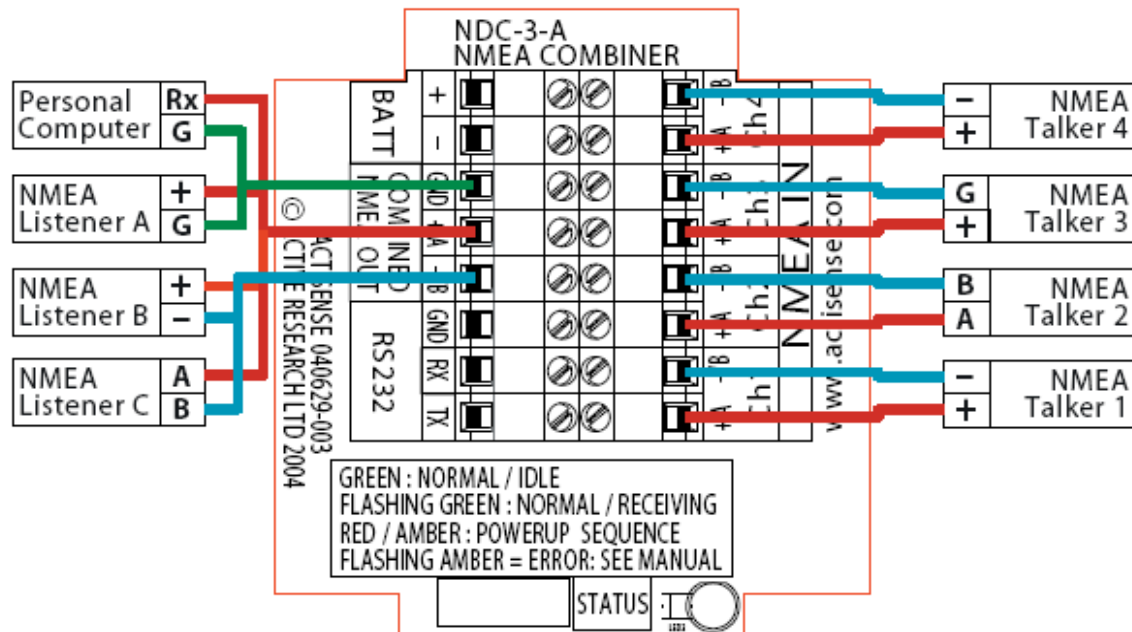 NDC-3-A
NMEA COMBINER
Personal
Computer
Rx
G
NMEA
Listener A
+
G
NMEA
Listener B
+
-
NMEA
Listener C
A
B
BATT
+
-
COMBINED
NMEA OUT
GND
+A
-B
RS232
GND
RX
TX
© ACTISENSE 040629-003
ACTIVE RESEARCH LTD 2004
-B
+A
Ch4
-B
+A
Ch3
-B
+A
Ch2
-B
+A
Ch1
NMEA IN
www.actisense.com
-
+
NMEA
Talker 4
G
+
NMEA
Talker 3
B
A
NMEA
Talker 2
-
+
NMEA
Talker 1
GREEN : NORMAL / IDLE
FLASHING GREEN : NORMAL / RECEIVING
RED / AMBER : POWERUP SEQUENCE
FLASHING AMBER = ERROR: SEE MANUAL
STATUS